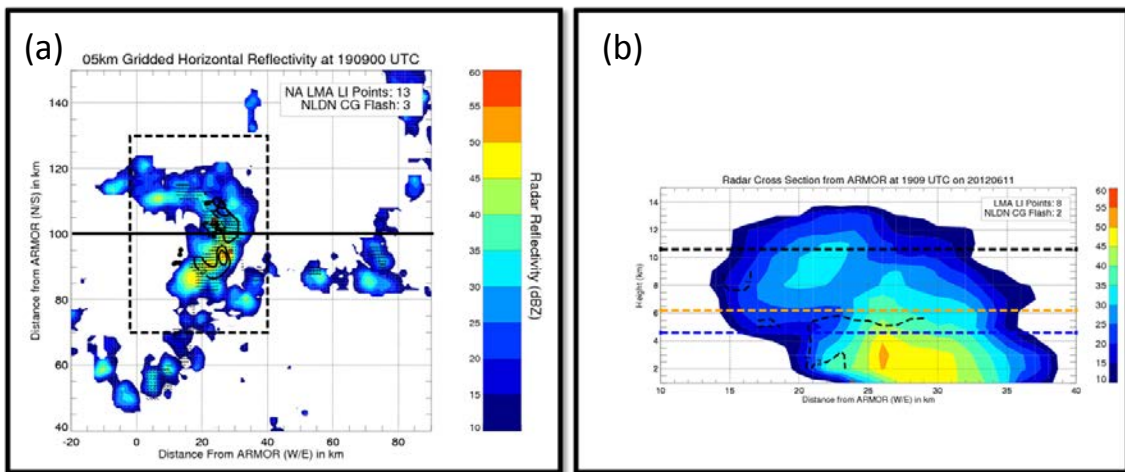 (a)
05km Gridded Horizontal Reflectivity at 190900 UTC
NA LMA LI Points: 13
NLDN CG Flash: 3
Distance from ARMOR (N/S) in km
140
120
100
80
60
40
-20 0 20 40 60 80
Distance From ARMOR (W/E) in km
60
55
50
45
40
35
30
25
20
15
10
Radar Reflectivity (dBZ)
(b)
Radar Cross Section from ARMOR at 1909 UTC on 20120611
LMA LI Points: 8
NLDN CG Flash: 2
Height (km)
14
12
10
8
6
4
2
10 15 20 25 30 35 40
Distance from ARMOR (W/E) in km
60
55
50
45
40
35
30
25
20
15
10